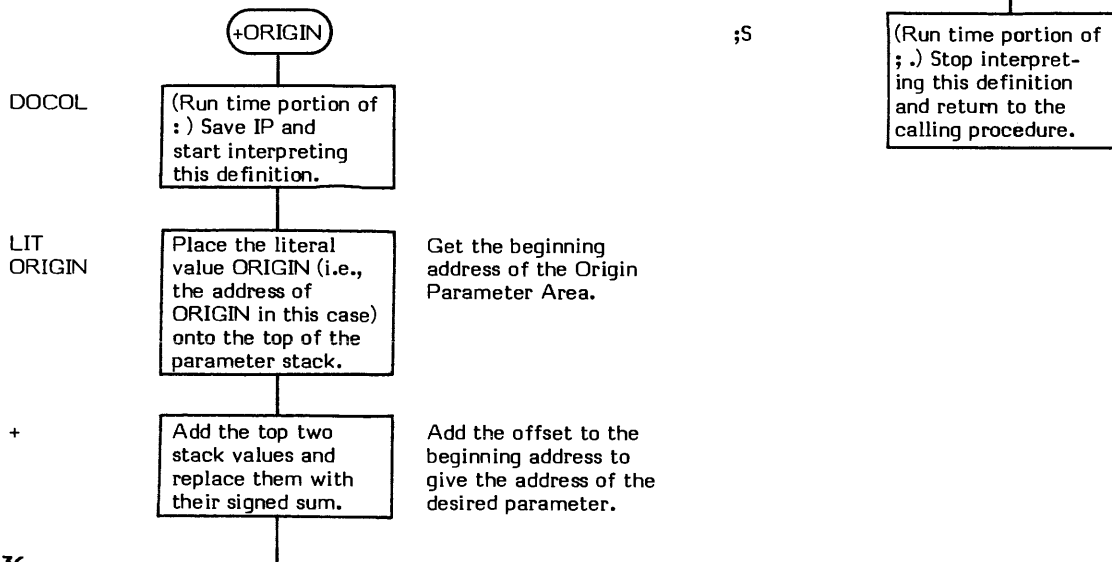 +ORIGIN
DOCOL
(Run time portion of
: ) Save IP and
start interpreting
this definition.
LIT
ORIGIN
Place the literal
value ORIGIN (i.e.,
the address of
ORIGIN in this case)
onto the top of the
parameter stack.
Get the beginning
address of the Origin
Parameter Area.
+
Add the top two
stack values and
replace them with
their signed sum.
Add the offset to the
beginning address to
give the address of the
desired parameter.
;S
(Run time portion of
; .) Stop interpret-
ing this definition
and return to the
calling procedure.